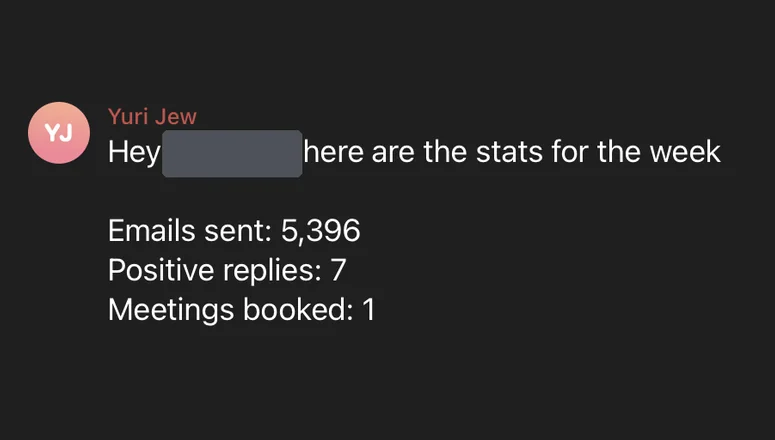 YJ
Yuri Jew
Hey here are the stats for the week
Emails sent: 5,396
Positive replies: 7
Meetings booked: 1